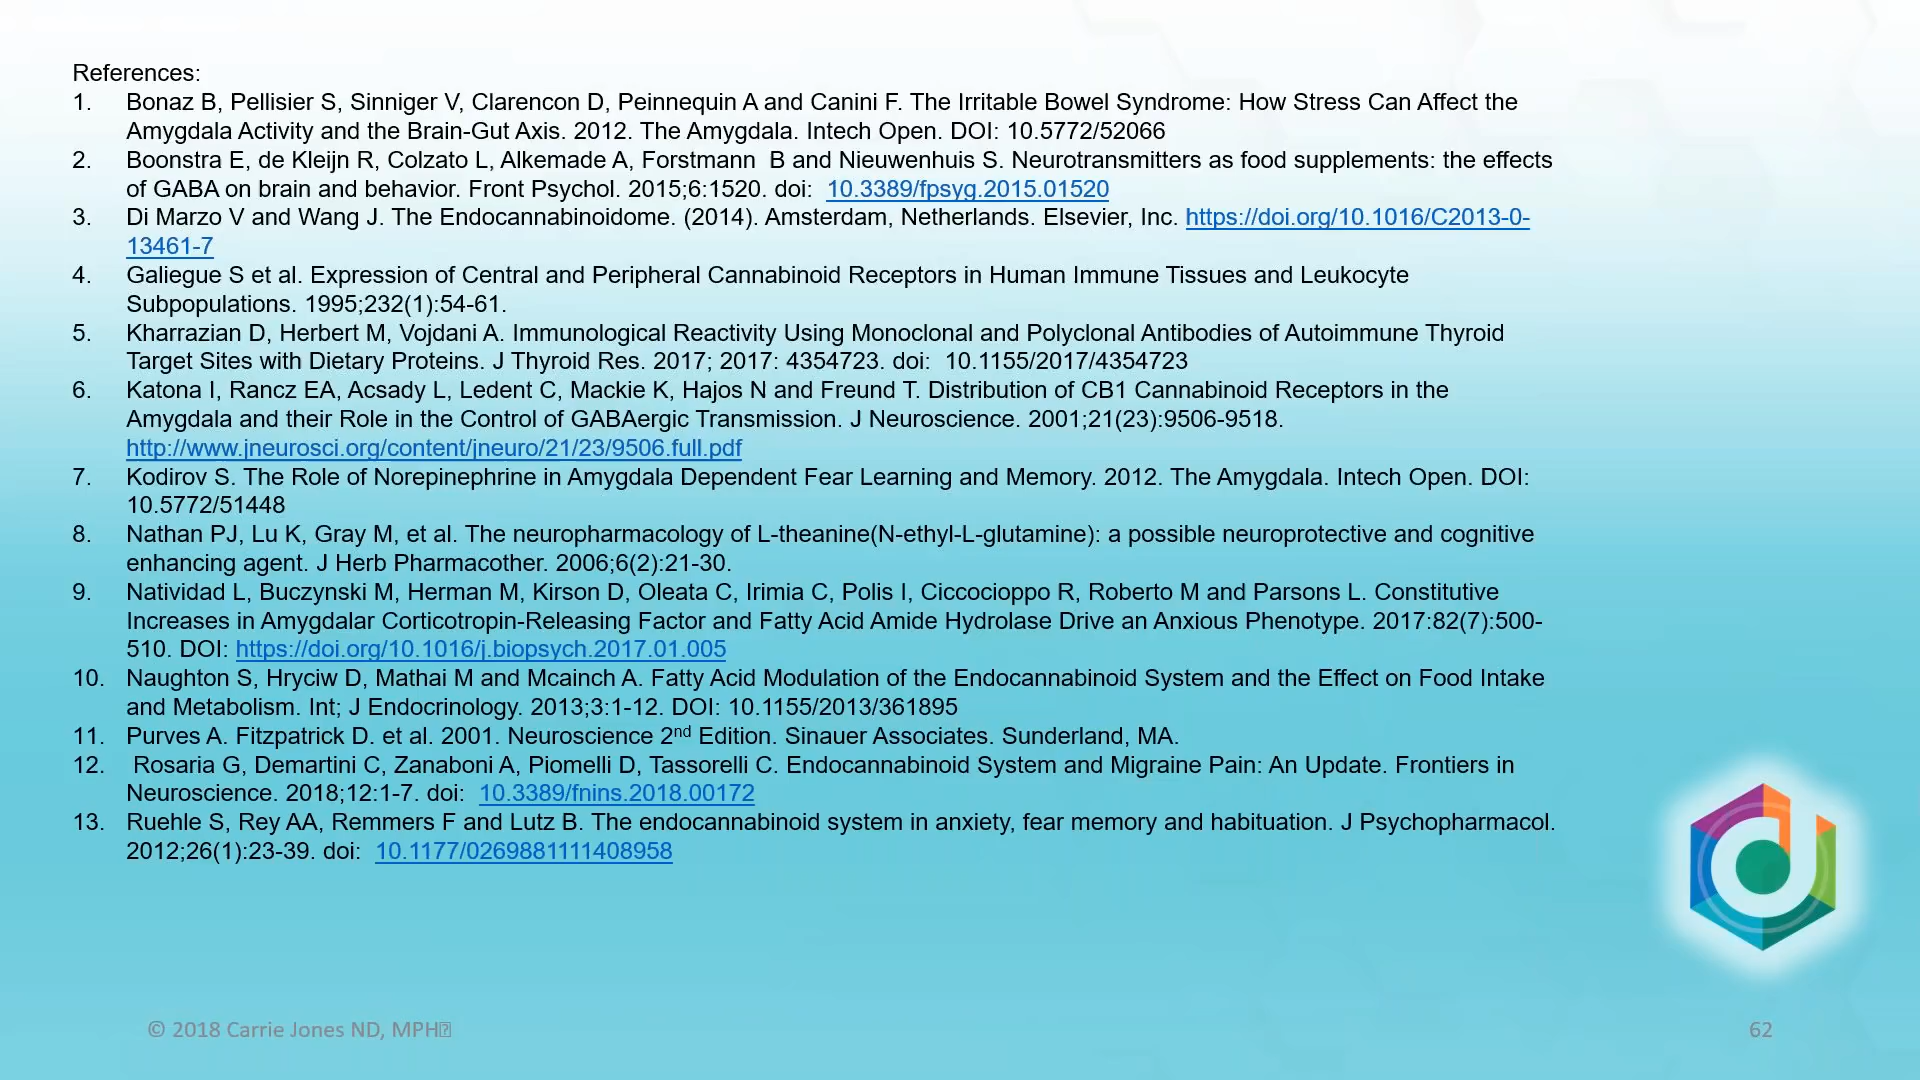 References:
1. Bonaz B, Pellisier S, Sinniger V, Clarencon D, Peinnequin A and Canini F. The Irritable Bowel Syndrome: How Stress Can Affect the
Amygdala Activity and the Brain-Gut Axis. 2012. The Amygdala. Intech Open. DOI: 10.5772/52066
2. Boonstra E, de Kleijn R, Colzato L, Alkemade A, Forstmann  B and Nieuwenhuis S. Neurotransmitters as food supplements: the effects
of GABA on brain and behavior. Front Psychol. 2015;6:1520. doi:  10.3389/fpsyg.2015.01520
3. Di Marzo V and Wang J. The Endocannabinoidome. (2014). Amsterdam, Netherlands. Elsevier, Inc. https://doi.org/10.1016/C2013-0-
13461-7
4. Galiegue S et al. Expression of Central and Peripheral Cannabinoid Receptors in Human Immune Tissues and Leukocyte
Subpopulations. 1995;232(1):54-61.
5. Kharrazian D, Herbert M, Vojdani A. Immunological Reactivity Using Monoclonal and Polyclonal Antibodies of Autoimmune Thyroid
Target Sites with Dietary Proteins. J Thyroid Res. 2017; 2017: 4354723. doi:  10.1155/2017/4354723
6. Katona I, Rancz EA, Acsady L, Ledent C, Mackie K, Hajos N and Freund T. Distribution of CB1 Cannabinoid Receptors in the
Amygdala and their Role in the Control of GABAergic Transmission. J Neuroscience. 2001;21(23):9506-9518.
http://www.jneurosci.org/content/jneuro/21/23/9506.full.pdf
7. Kodirov S. The Role of Norepinephrine in Amygdala Dependent Fear Learning and Memory. 2012. The Amygdala. Intech Open. DOI:
10.5772/51448
8. Nathan PJ, Lu K, Gray M, et al. The neuropharmacology of L-theanine(N-ethyl-L-glutamine): a possible neuroprotective and cognitive
enhancing agent. J Herb Pharmacother. 2006;6(2):21-30.
9. Natividad L, Buczynski M, Herman M, Kirson D, Oleata C, Irimia C, Polis I, Ciccocioppo R, Roberto M and Parsons L. Constitutive
Increases in Amygdalar Corticotropin-Releasing Factor and Fatty Acid Amide Hydrolase Drive an Anxious Phenotype. 2017:82(7):500-
510. DOI: https://doi.org/10.1016/j.biopsych.2017.01.005
10. Naughton S, Hryciw D, Mathai M and Mcainch A. Fatty Acid Modulation of the Endocannabinoid System and the Effect on Food Intake
and Metabolism. Int; J Endocrinology. 2013;3:1-12. DOI: 10.1155/2013/361895
11. Purves A. Fitzpatrick D. et al. 2001. Neuroscience 2nd Edition. Sinauer Associates. Sunderland, MA.
12. Rosaria G, Demartini C, Zanaboni A, Piomelli D, Tassorelli C. Endocannabinoid System and Migraine Pain: An Update. Frontiers in
Neuroscience. 2018;12:1-7. doi:  10.3389/fnins.2018.00172
13. Ruehle S, Rey AA, Remmers F and Lutz B. The endocannabinoid system in anxiety, fear memory and habituation. J Psychopharmacol.
2012;26(1):23-39. doi:  10.1177/0269881111408958
© 2018 Carrie Jones ND, MPH
62